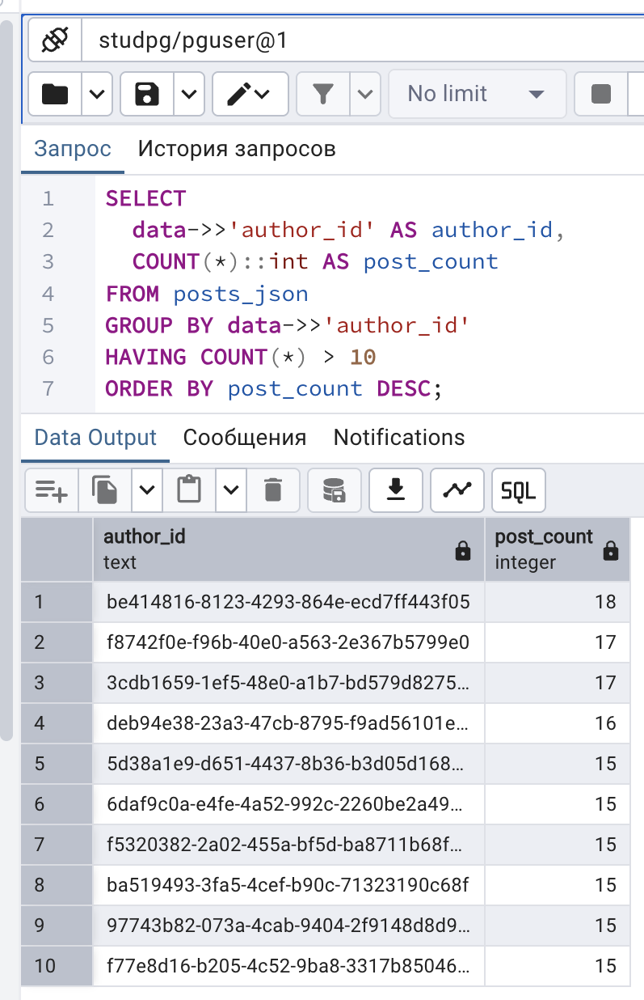 studpg/pguser@1
No limit
Запрос История запросов
1 SELECT
2 data->>'author_id' AS author_id,
3 COUNT(*)::int AS post_count
4 FROM posts_json
5 GROUP BY data->>'author_id'
6 HAVING COUNT(*) > 10
7 ORDER BY post_count DESC;
Data Output Сообщения Notifications
SQL
author_id post_count
text integer
1 be414816-8123-4293-864e-ecd7ff443f05 18
2 f8742f0e-f96b-40e0-a563-2e367b5799e0 17
3 3cdb1659-1ef5-48e0-a1b7-bd579d8275… 17
4 deb94e38-23a3-47cb-8795-f9ad56101e… 16
5 5d38a1e9-d651-4437-8b36-b3d05d168… 15
6 6daf9c0a-e4fe-4a52-992c-2260be2a49… 15
7 f5320382-2a02-455a-bf5d-ba8711b68f… 15
8 ba519493-3fa5-4cef-b90c-71323190c68f 15
9 97743b82-073a-4cab-9404-2f9148d8d9… 15
10 f77e8d16-b205-4c52-9ba8-3317b85046… 15